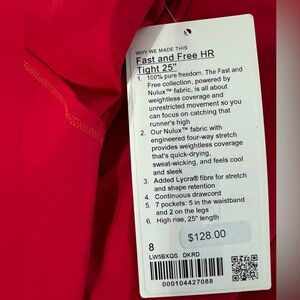 WHY WE MADE THIS
Fast and Free HR
Tight 25"
1. 100% pure freedom. The Fast and
Free collection, powered by
Nulux™ fabric, is all about
weightless coverage and
unrestricted movement so you
can focus on catching that
runner's high
2. Our Nulux™ fabric with
engineered four-way stretch
provides weightless coverage
that's quick-drying,
sweat-wicking, and feels cool
and sleek
3. Added Lycra® fibre for stretch
and shape retention
4. Continuous drawcord
5. 7 pockets: 5 in the waistband
and 2 on the legs
6. High rise, 25" length
8
$128.00
LW5BXQS DKRD
000104427088